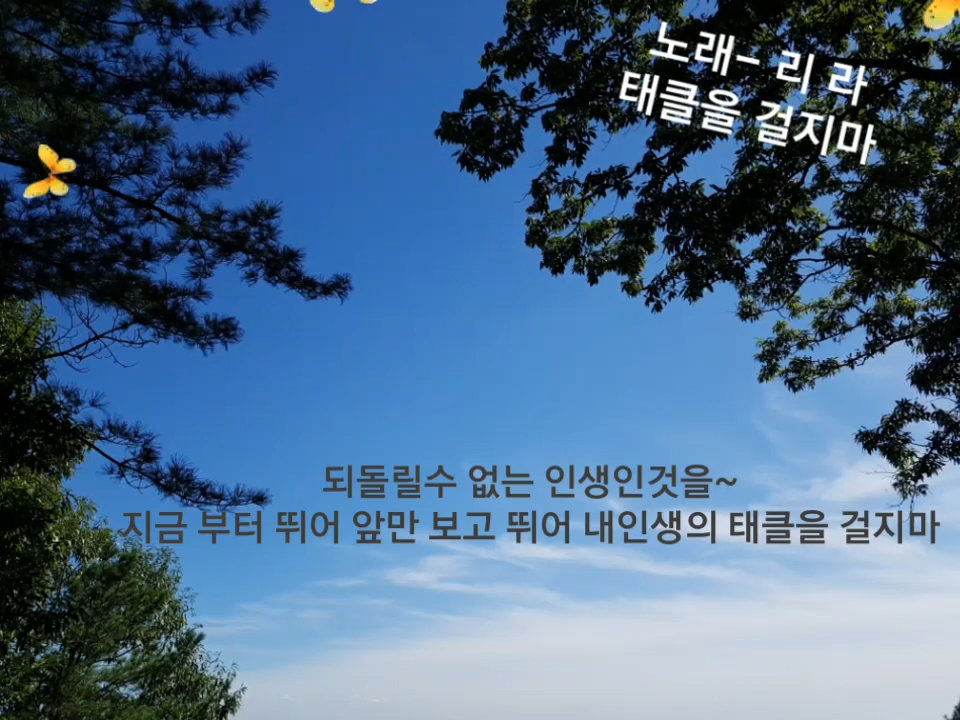 노래- 리 라
태클을 걸지마
되돌릴수 없는 인생인것을~
지금 부터 뛰어 앞만 보고 뛰어 내인생의 태클을 걸지마